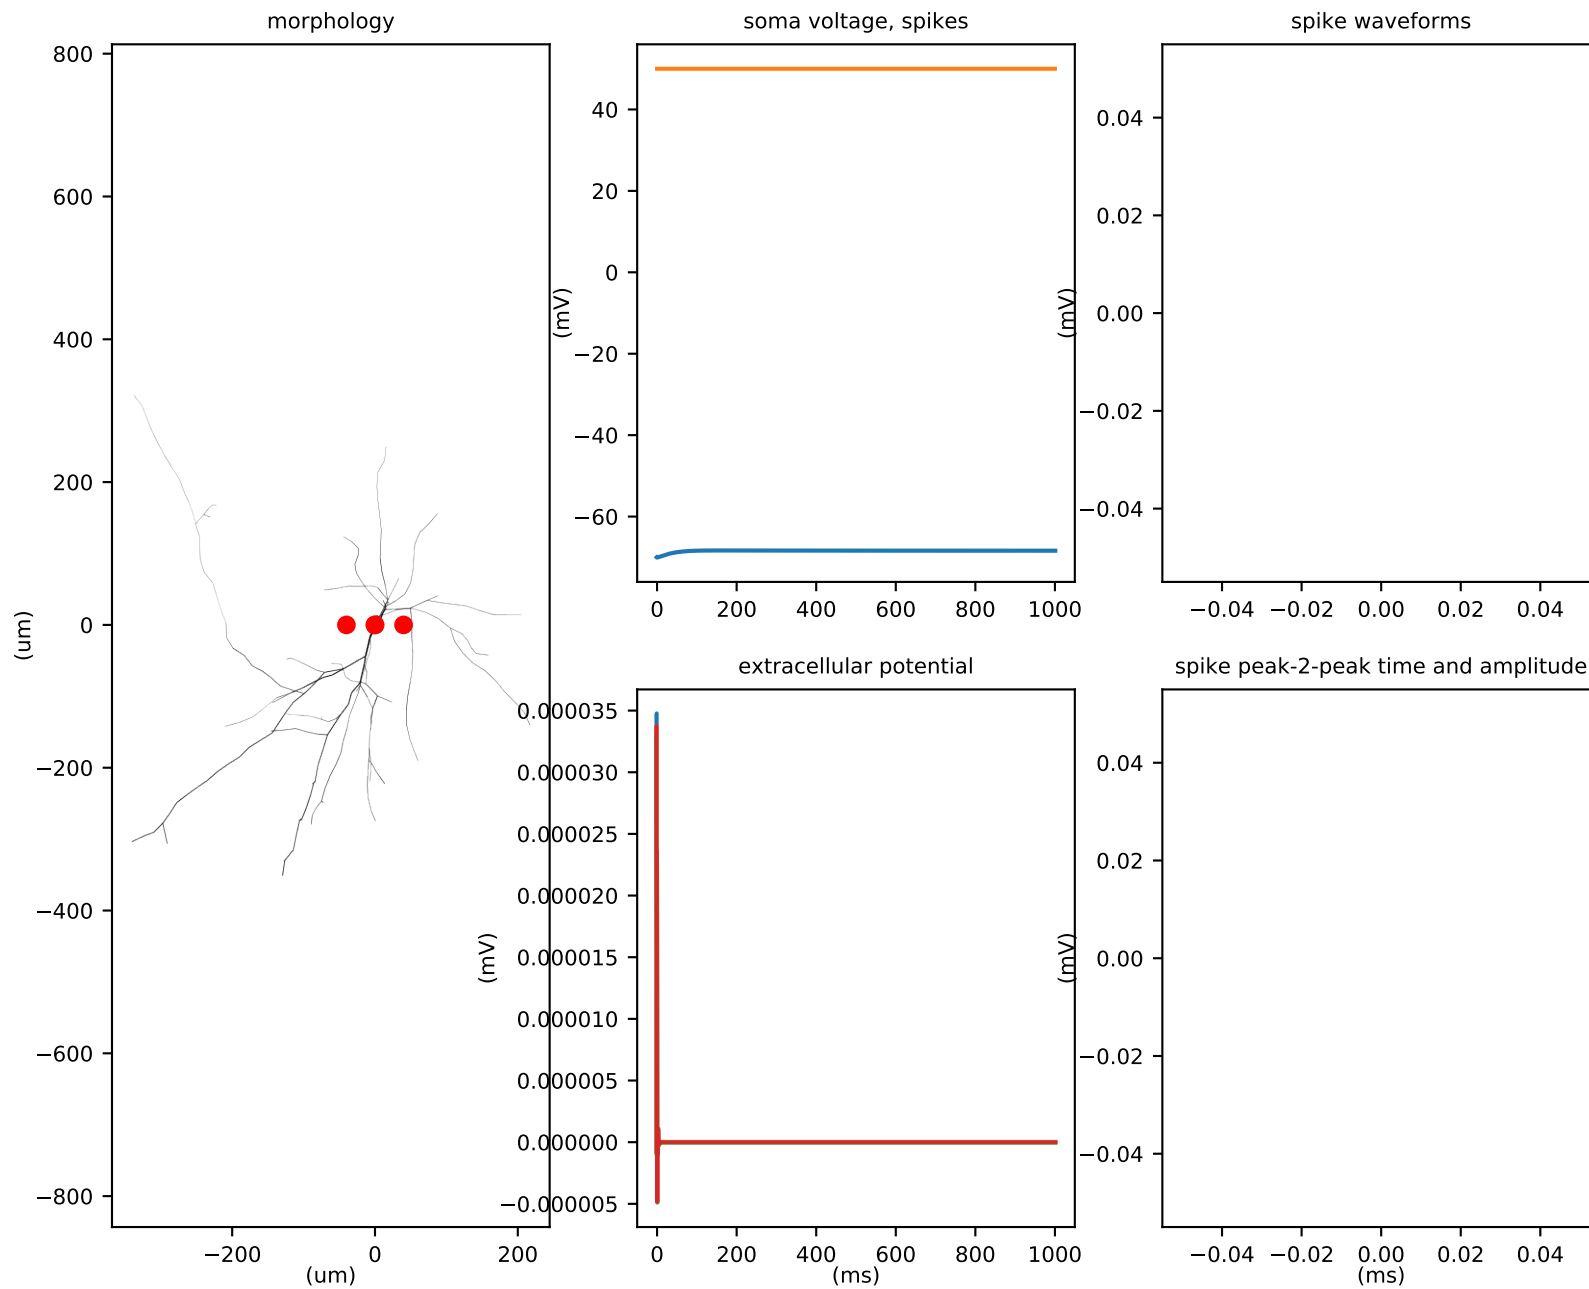 morphology
800
600
400
200
0
−200
−400
−600
−800
(um)
−200 0 200
(um)
soma voltage, spikes
40
20
0
−20
−40
−60
(mV)
0 200 400 600 800 1000
spike waveforms
0.04
0.02
0.00
−0.02
−0.04
(mV)
−0.04 −0.02 0.00 0.02 0.04
extracellular potential
0.000035
0.000030
0.000025
0.000020
0.000015
0.000010
0.000005
0.000000
−0.000005
(mV)
0 200 400 600 800 1000
(ms)
spike peak-2-peak time and amplitude
0.04
0.02
0.00
−0.02
−0.04
(mV)
−0.04 −0.02 0.00 0.02 0.04
(ms)